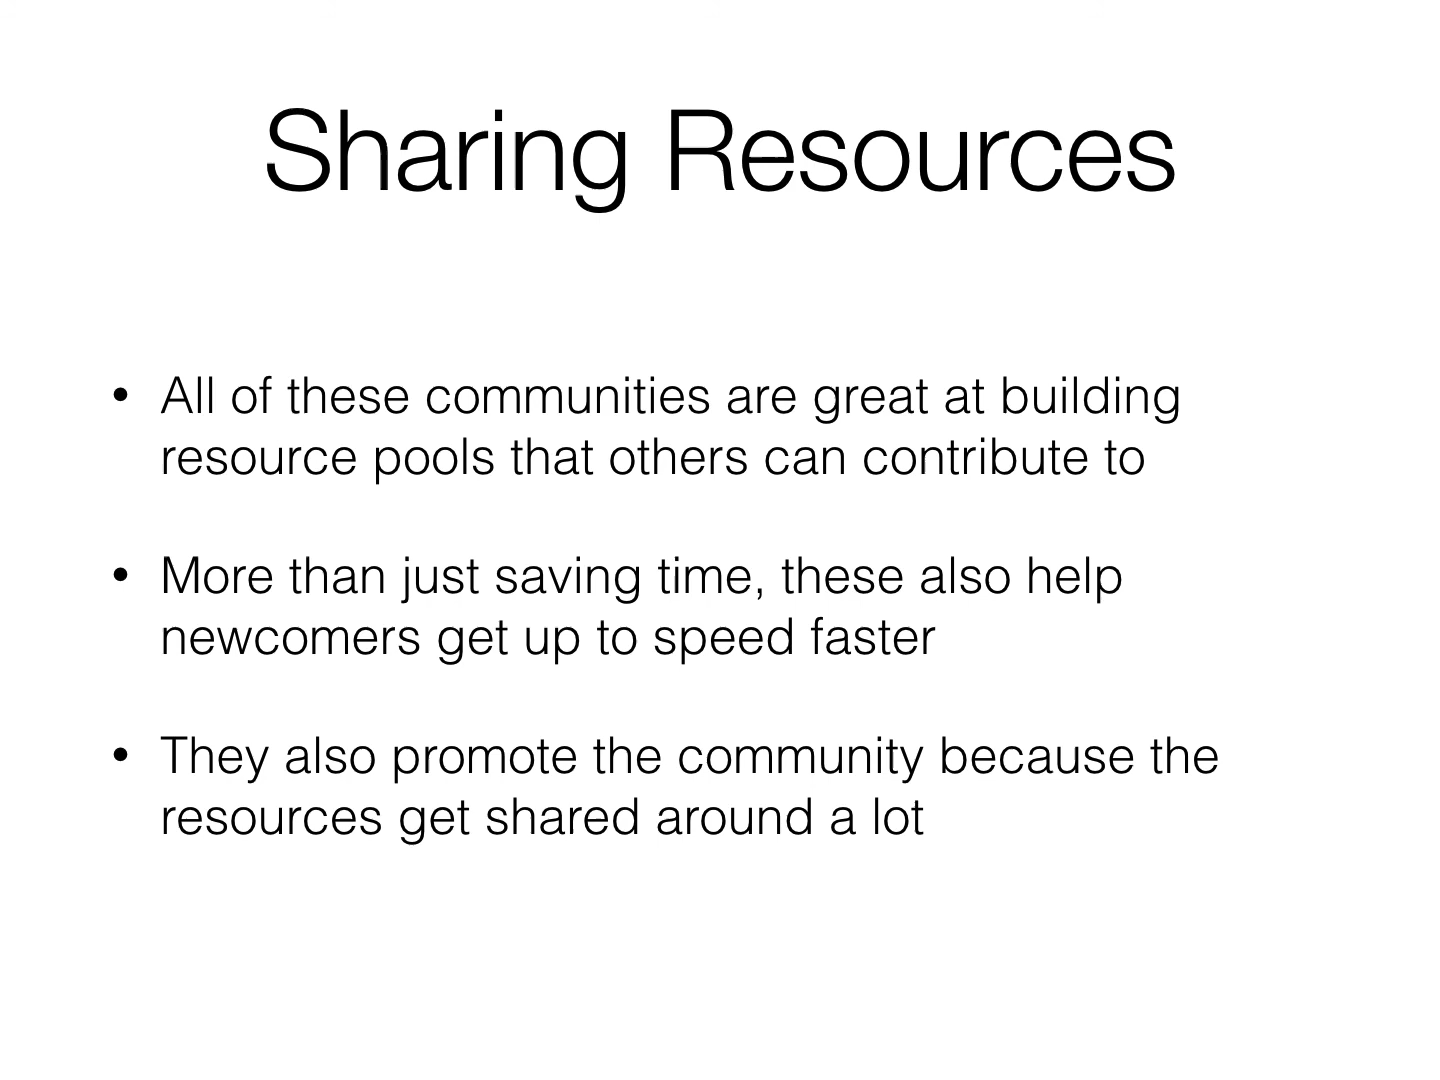 Sharing Resources
• All of these communities are great at building
resource pools that others can contribute to
• More than just saving time, these also help
newcomers get up to speed faster
• They also promote the community because the
resources get shared around a lot